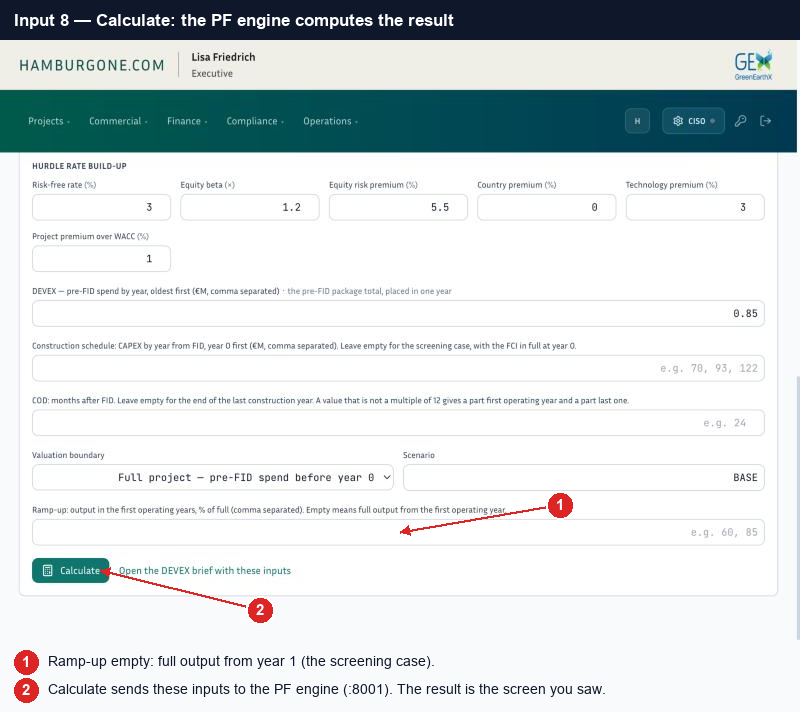 Input 8 — Calculate: the PF engine computes the result
HAMBURGONE.COM
Lisa Friedrich
Executive
GEX
GreenEarthX
Projects
Commercial
Finance
Compliance
Operations
H
CISO
HURDLE RATE BUILD-UP
Risk-free rate (%) Equity beta (×) Equity risk premium (%) Country premium (%) Technology premium (%)
3 1.2 5.5 0 3
Project premium over WACC (%)
1
DEVEX — pre-FID spend by year, oldest first (€M, comma separated) · the pre-FID package total, placed in one year
0.85
Construction schedule: CAPEX by year from FID, year 0 first (€M, comma separated). Leave empty for the screening case, with the FCI in full at year 0.
e.g. 70, 93, 122
COD: months after FID. Leave empty for the end of the last construction year. A value that is not a multiple of 12 gives a part first operating year and a part last one.
e.g. 24
Valuation boundary Scenario
Full project — pre-FID spend before year 0 BASE
Ramp-up: output in the first operating years, % of full (comma separated). Empty means full output from the first operating year.
1
e.g. 60, 85
Calculate Open the DEVEX brief with these inputs
2
1 Ramp-up empty: full output from year 1 (the screening case).
2 Calculate sends these inputs to the PF engine (:8001). The result is the screen you saw.